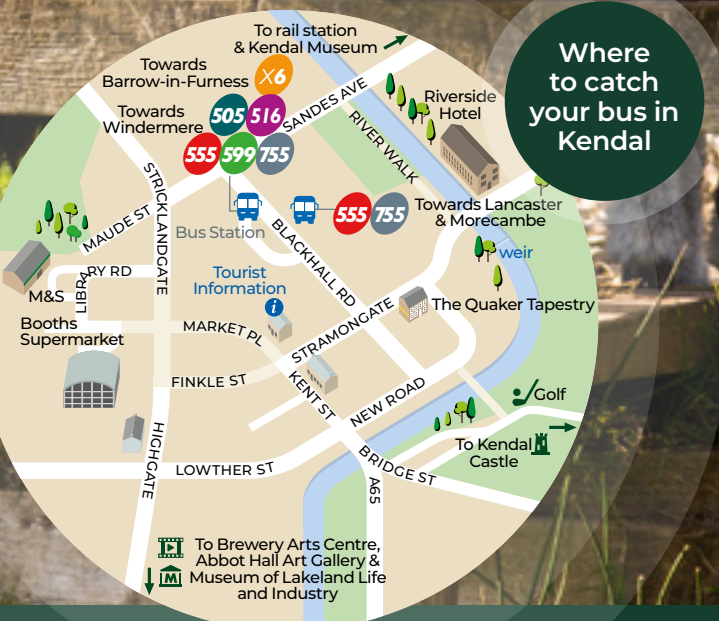 Where
to catch
your bus in
Kendal
To rail station
& Kendal Museum
Towards
Barrow-in-Furness
X6
Towards
Windermere
505
516
555
599
755
SANDES AVE
RIVER WALK
Riverside
Hotel
STRICKLANDGATE
MAUDE ST
Bus Station
555
755
Towards Lancaster
& Morecambe
BLACKHALL RD
weir
M&S
LIBRARY RD
Tourist
Information
i
The Quaker Tapestry
Booths
Supermarket
MARKET PL
STRAMONGATE
FINKLE ST
KENT ST
NEW ROAD
Golf
HIGHGATE
LOWTHER ST
BRIDGE ST
To Kendal
Castle
A65
To Brewery Arts Centre,
Abbot Hall Art Gallery &
M
Museum of Lakeland Life
and Industry